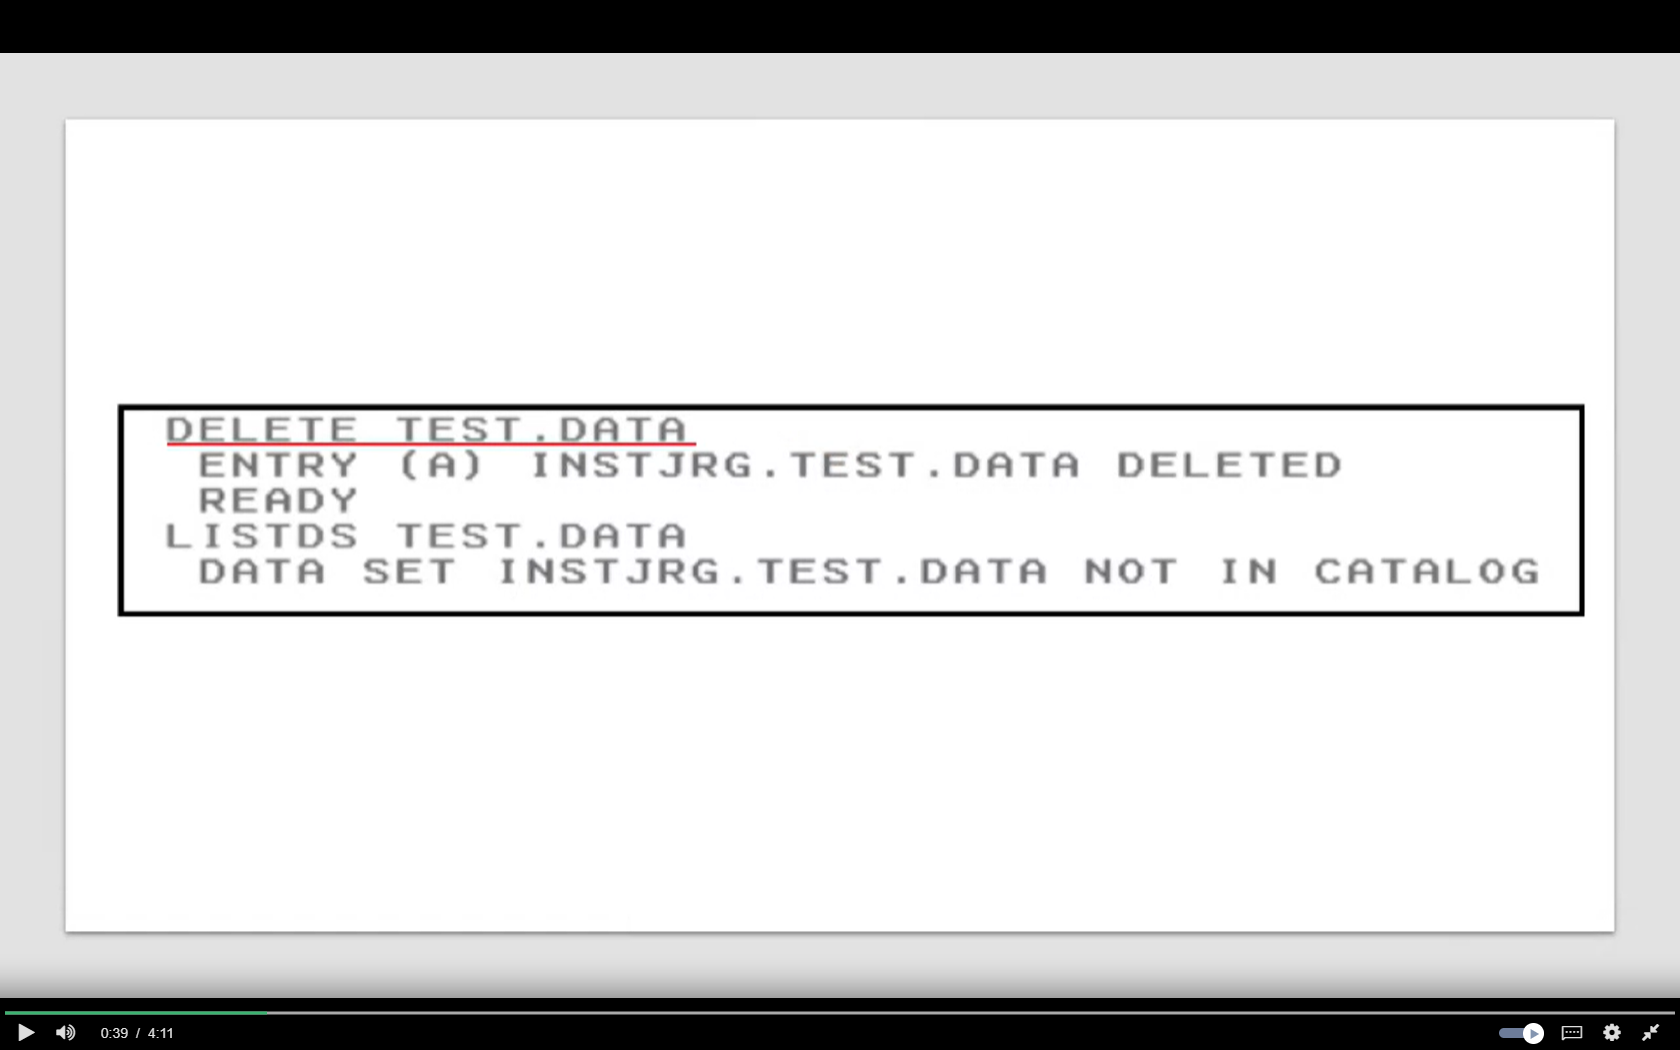 DELETE TEST.DATA
ENTRY (A) INSTJRG.TEST.DATA DELETED
READY
LISTDS TEST.DATA
DATA SET INSTJRG.TEST.DATA NOT IN CATALOG
0:39 / 4:11